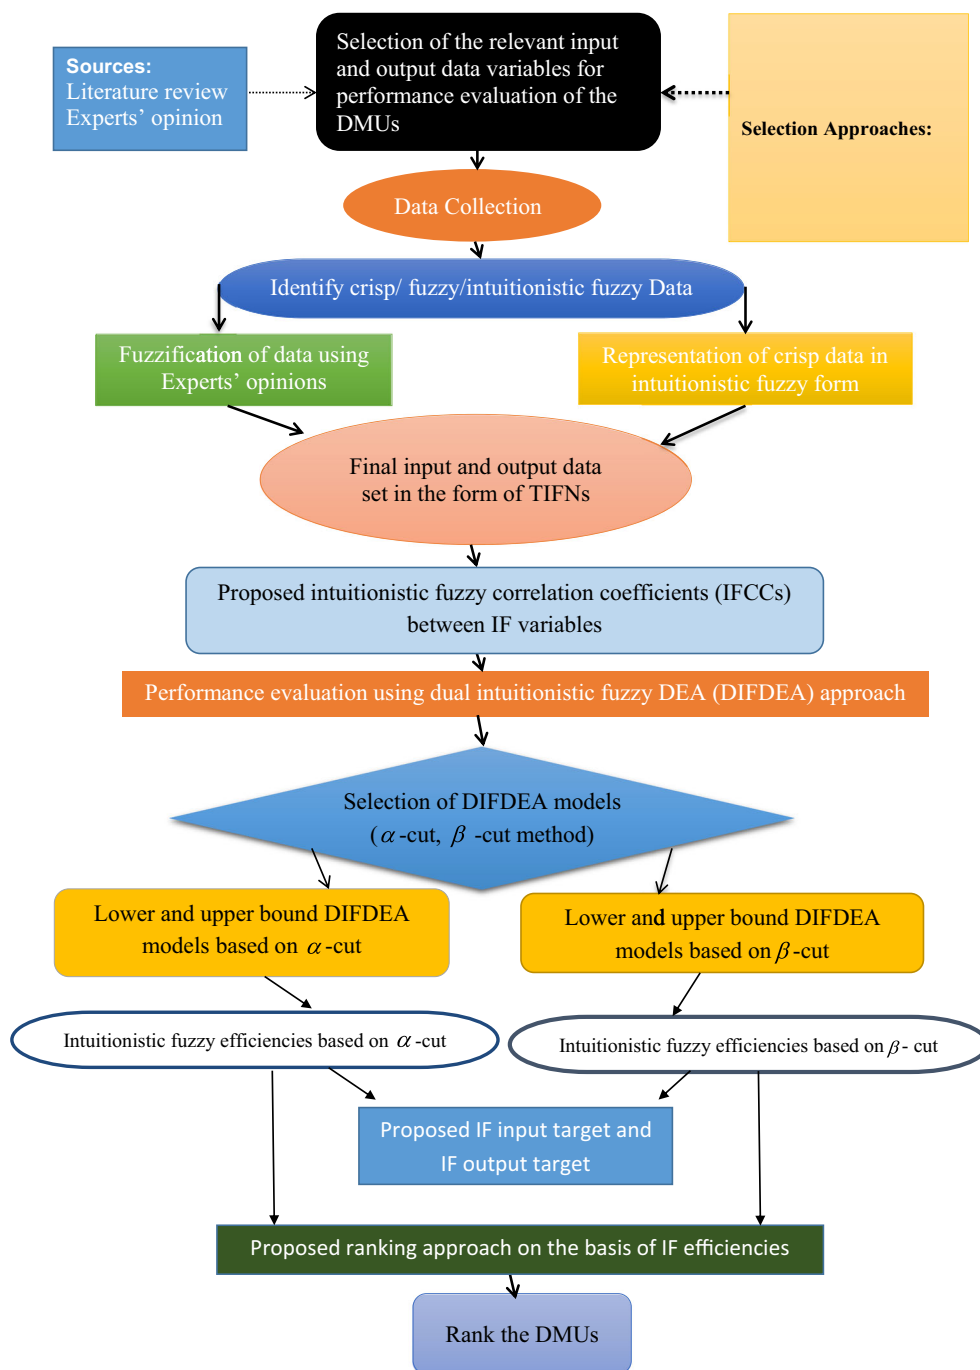 Sources:
Literature review
Experts' opinion
Selection of the relevant input
and output data variables for
performance evaluation of the
DMUs
Selection Approaches:
Data Collection
Identify crisp/ fuzzy/intuitionistic fuzzy Data
Fuzzification of data using
Experts' opinions
Representation of crisp data in
intuitionistic fuzzy form
Final input and output data
set in the form of TIFNs
Proposed intuitionistic fuzzy correlation coefficients (IFCCs)
between IF variables
Performance evaluation using dual intuitionistic fuzzy DEA (DIFDEA) approach
Selection of DIFDEA models
(α-cut, β -cut method)
Lower and upper bound DIFDEA
models based on α-cut
Lower and upper bound DIFDEA
models based on β-cut
Intuitionistic fuzzy efficiencies based on α-cut
Intuitionistic fuzzy efficiencies based on β- cut
Proposed IF input target and
IF output target
Proposed ranking approach on the basis of IF efficiencies
Rank the DMUs